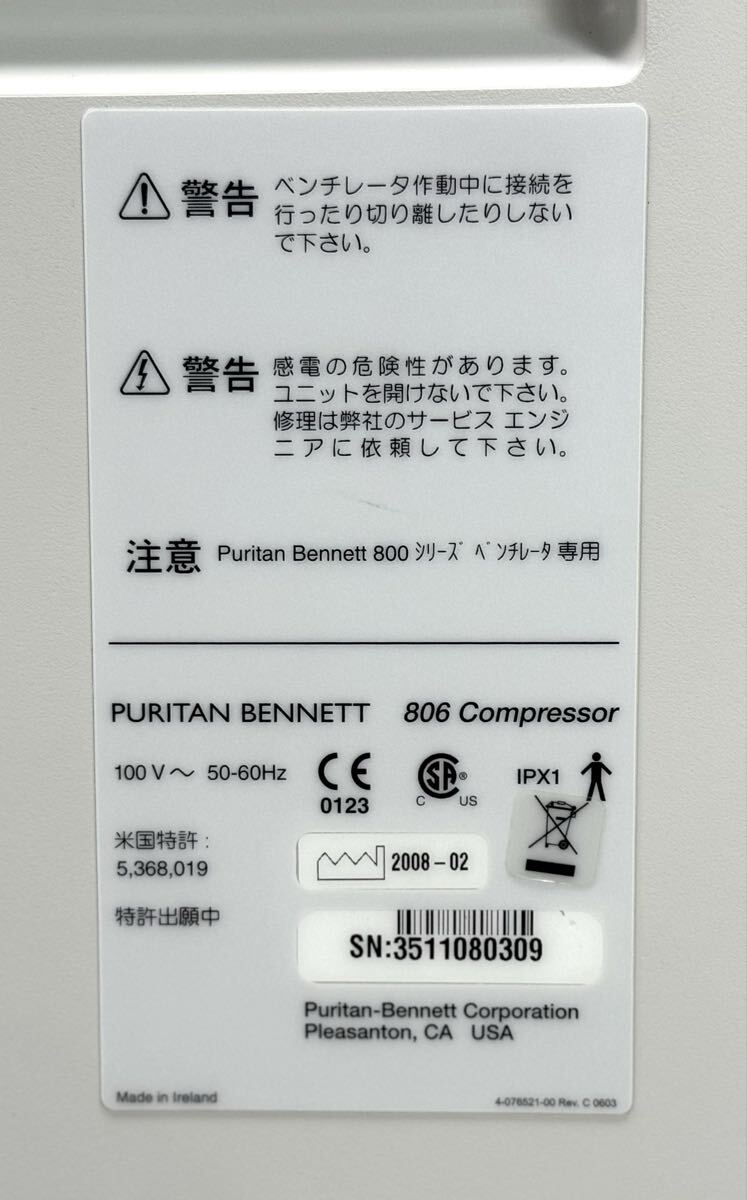 警告 ベンチレータ作動中に接続を
行ったり切り離したりしない
で下さい。
警告 感電の危険性があります。
ユニットを開けないで下さい。
修理は弊社のサービス エンジ
ニアに依頼して下さい。
注意 Puritan Bennett 800 ｼﾘｰｽﾞ ﾍﾞﾝﾁﾚｰﾀ 専用
PURITAN BENNETT 806 Compressor
100 V〜 50-60Hz CE 0123 CSA® C US IPX1
米国特許 :
5,368,019
2008-02
特許出願中
SN:3511080309
Puritan-Bennett Corporation
Pleasanton, CA USA
Made in Ireland
4-076521-00 Rev. C 0603